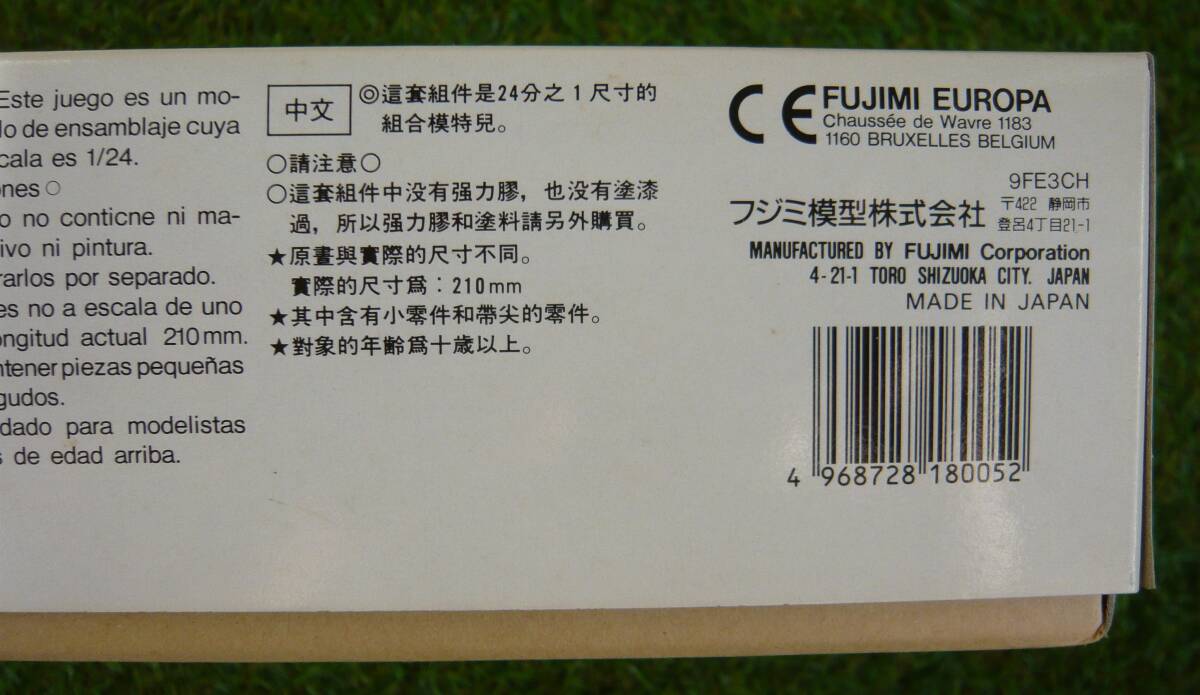 Este juego es un mo-
lo de ensamblaje cuya
cala es 1/24.
ones○
o no conticne ni ma-
ivo ni pintura.
rarlos por separado.
es no a escala de uno
ongitud actual 210mm.
ntener piezas pequeñas
gudos.
dado para modelistas
s de edad arriba.
中文
◎這套組件是24分之1尺寸的
組合模特兒。
○請注意○
○這套組件中没有强力膠，也没有塗漆
過，所以强力膠和塗料請另外購買。
★原畫與實際的尺寸不同。
實際的尺寸爲：210mm
★其中含有小零件和帶尖的零件。
★對象的年齡爲十歲以上。
CE FUJIMI EUROPA
Chaussée de Wavre 1183
1160 BRUXELLES BELGIUM
9FE3CH
フジミ模型株式会社 〒422 静岡市
登呂4丁目21-1
MANUFACTURED BY FUJIMI Corporation
4-21-1 TORO SHIZUOKA CITY. JAPAN
MADE IN JAPAN
4 968728 180052